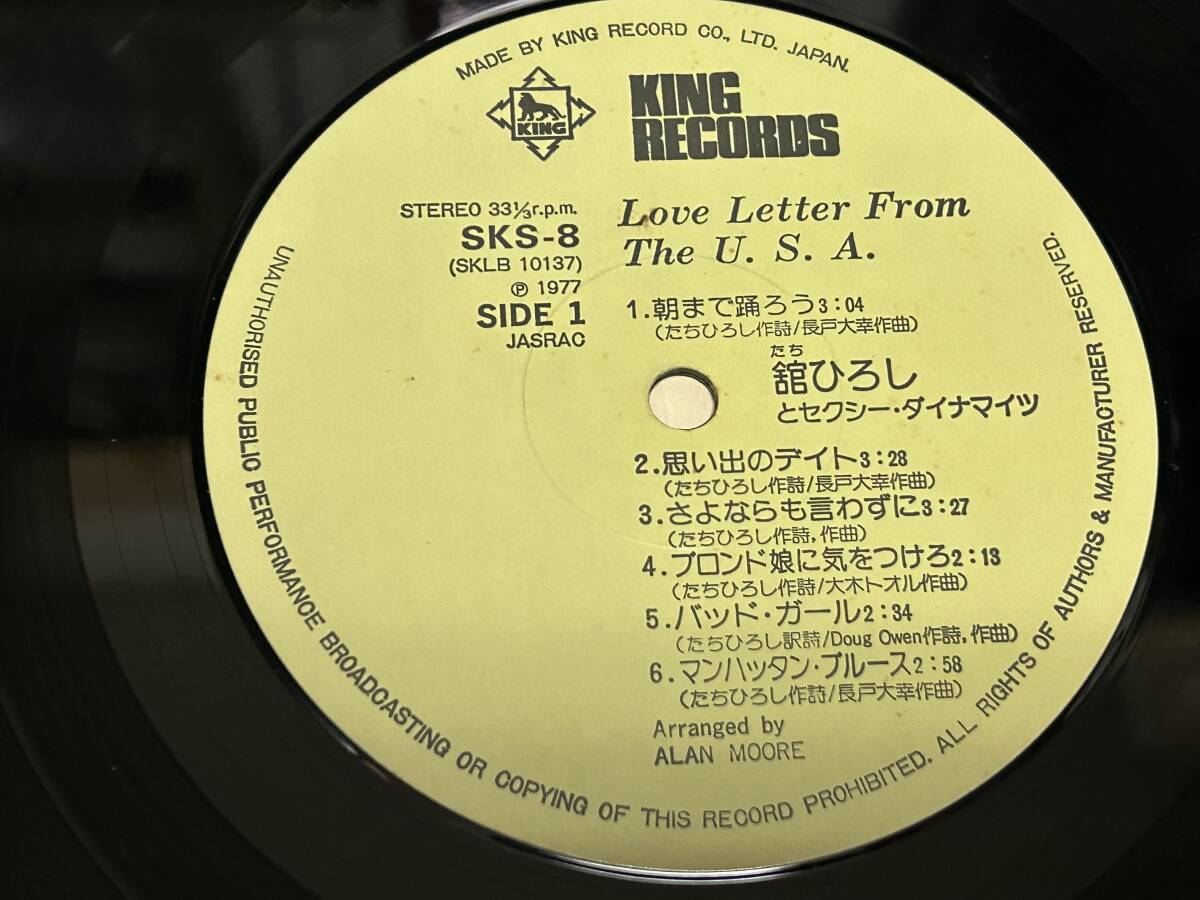 MADE BY KING RECORD CO., LTD. JAPAN.
KING
KING
RECORDS
STEREO 33⅓r.p.m.
SKS-8
(SKLB 10137)
℗ 1977
SIDE 1
JASRAC
Love Letter From
The U. S. A.
1.朝まで踊ろう3:04
(たちひろし作詩/長戸大幸作曲)
たち
舘ひろし
とセクシー・ダイナマイツ
2.思い出のデイト3:28
(たちひろし作詩/長戸大幸作曲)
3.さよならも言わずに3:27
(たちひろし作詩,作曲)
4.ブロンド娘に気をつけろ2:13
(たちひろし作詩/大木トオル作曲)
5.バッド・ガール2:34
(たちひろし訳詩/Doug Owen作詩,作曲)
6.マンハッタン・ブルース2:58
(たちひろし作詩/長戸大幸作曲)
Arranged by
ALAN MOORE
UNAUTHORISED PUBLIC PERFORMANCE BROADCASTING OR COPYING OF THIS RECORD PROHIBITED. ALL RIGHTS OF AUTHORS & MANUFACTURER RESERVED.